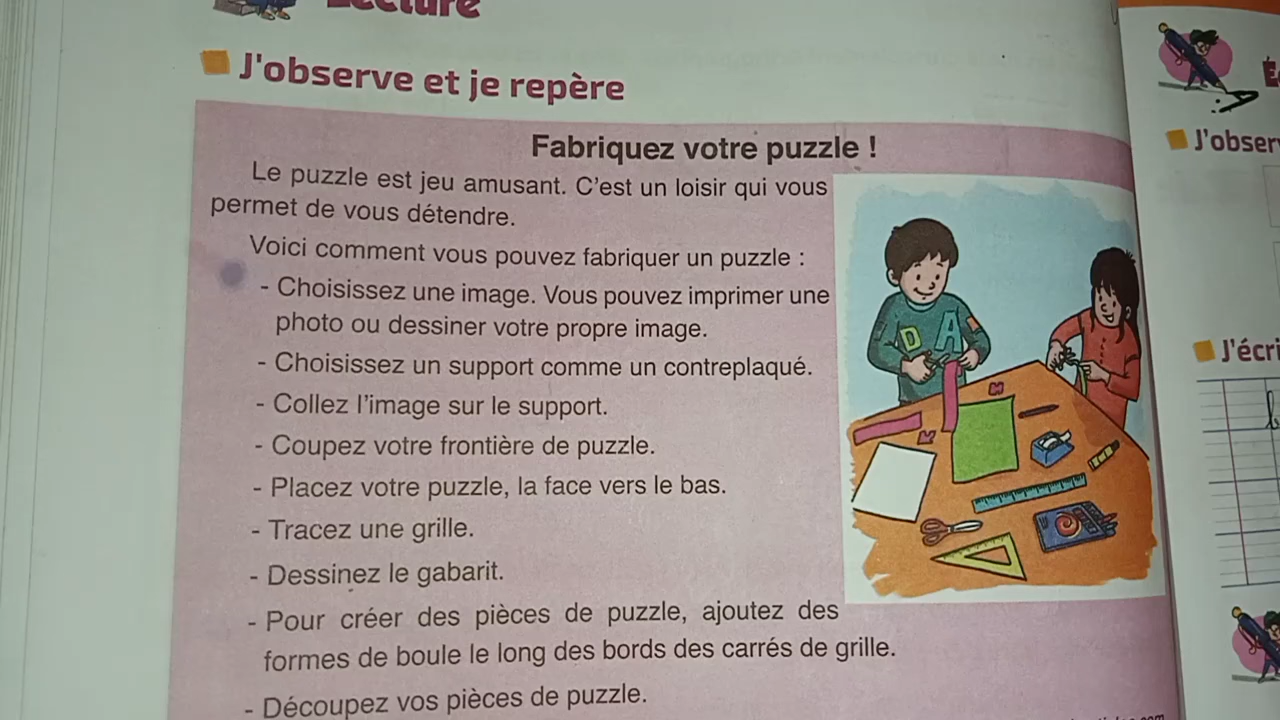 Lecture
J'observe et je repère
Fabriquez votre puzzle !
Le puzzle est jeu amusant. C'est un loisir qui vous
permet de vous détendre.
Voici comment vous pouvez fabriquer un puzzle :
- Choisissez une image. Vous pouvez imprimer une
photo ou dessiner votre propre image.
- Choisissez un support comme un contreplaqué.
- Collez l'image sur le support.
- Coupez votre frontière de puzzle.
- Placez votre puzzle, la face vers le bas.
- Tracez une grille.
- Dessinez le gabarit.
- Pour créer des pièces de puzzle, ajoutez des
formes de boule le long des bords des carrés de grille.
- Découpez vos pièces de puzzle.
D A
J'obser
J'écri